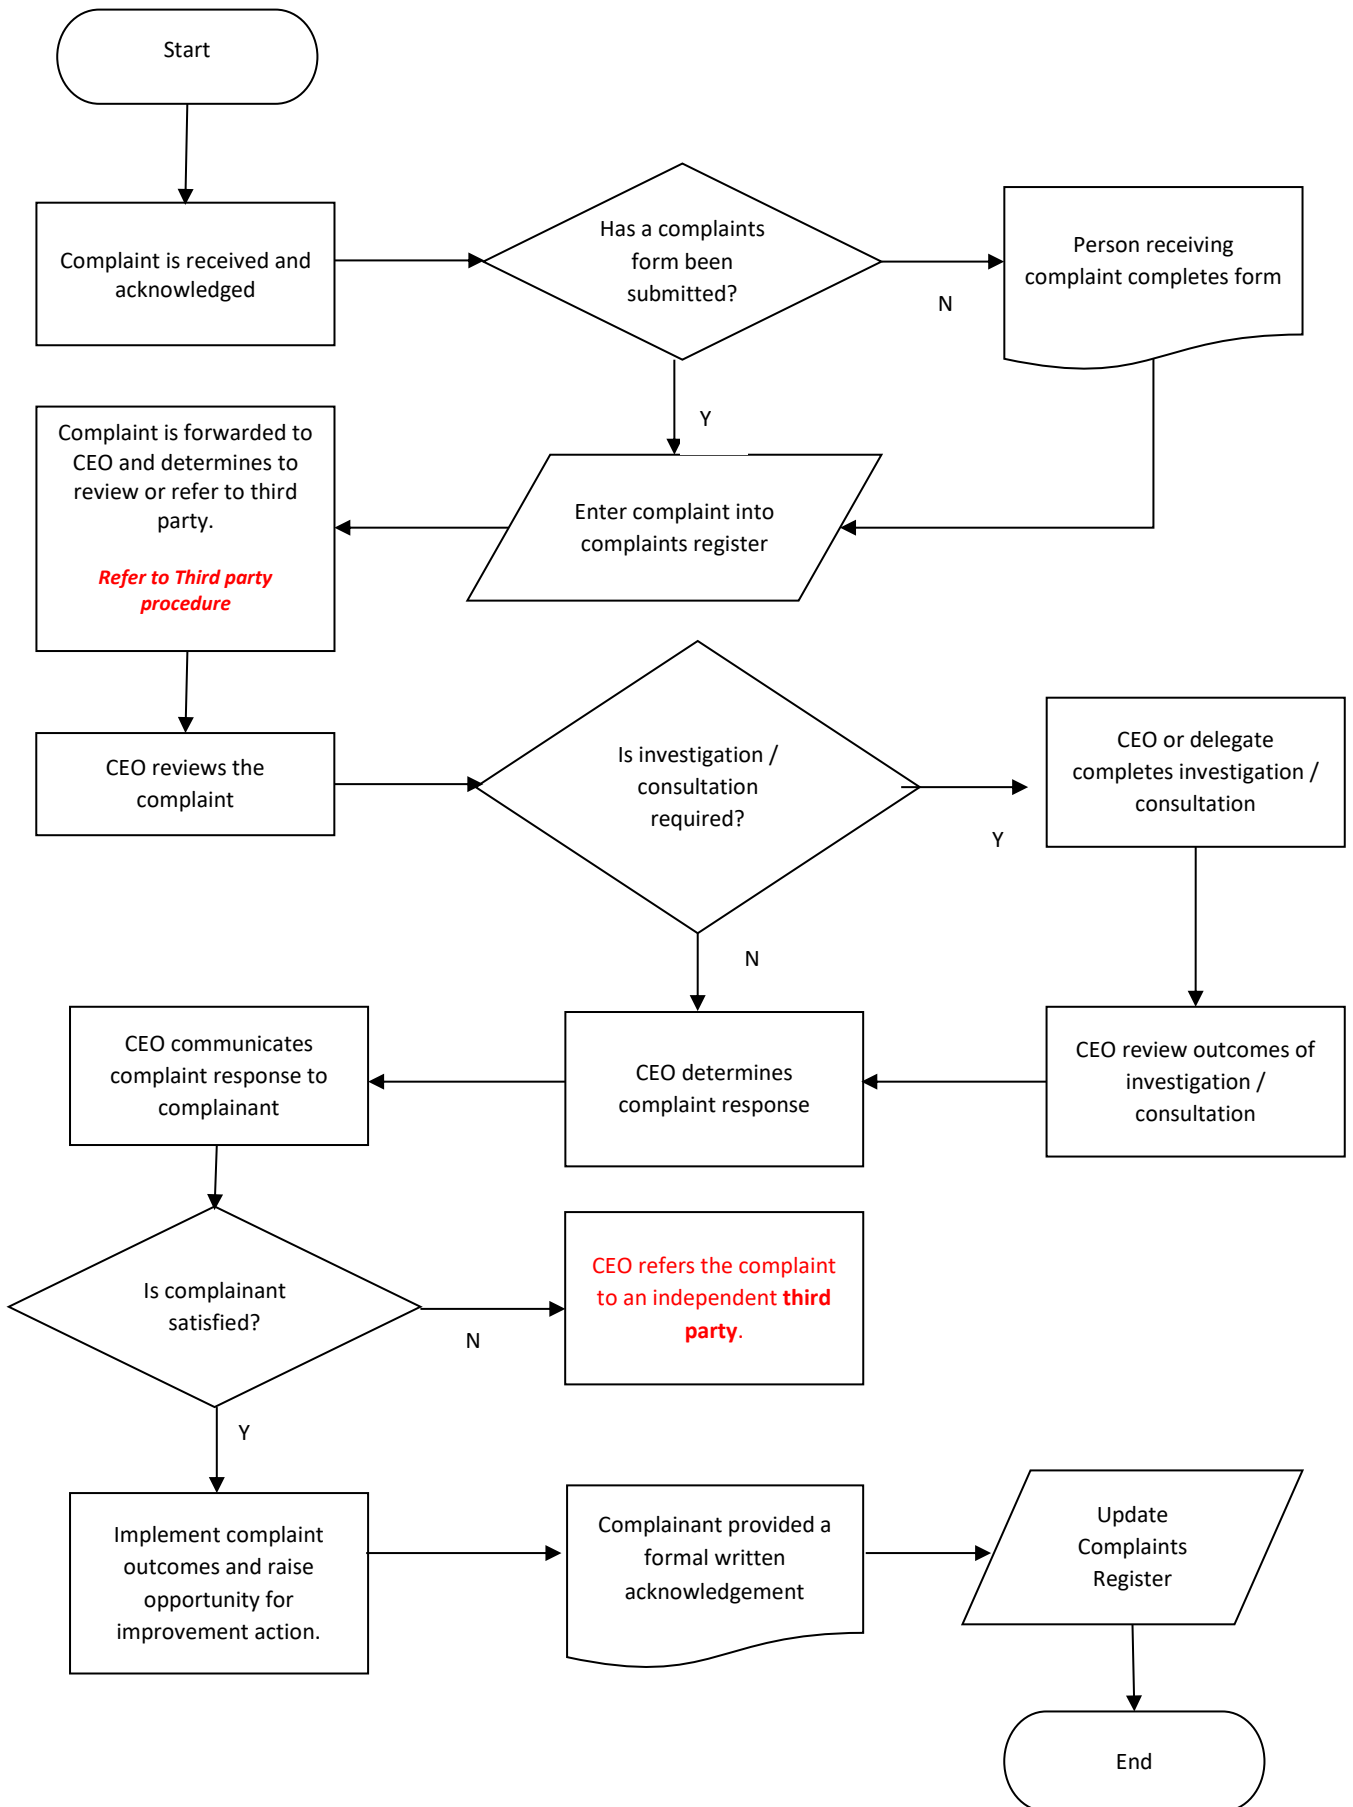 Start
Complaint is received and
acknowledged
Has a complaints
form been
submitted?
N
Person receiving
complaint completes form
Y
Complaint is forwarded to
CEO and determines to
review or refer to third
party.
Refer to Third party
procedure
Enter complaint into
complaints register
CEO reviews the
complaint
Is investigation /
consultation
required?
Y
CEO or delegate
completes investigation /
consultation
N
CEO communicates
complaint response to
complainant
CEO determines
complaint response
CEO review outcomes of
investigation /
consultation
Is complainant
satisfied?
N
CEO refers the complaint
to an independent third
party.
Y
Implement complaint
outcomes and raise
opportunity for
improvement action.
Complainant provided a
formal written
acknowledgement
Update
Complaints
Register
End